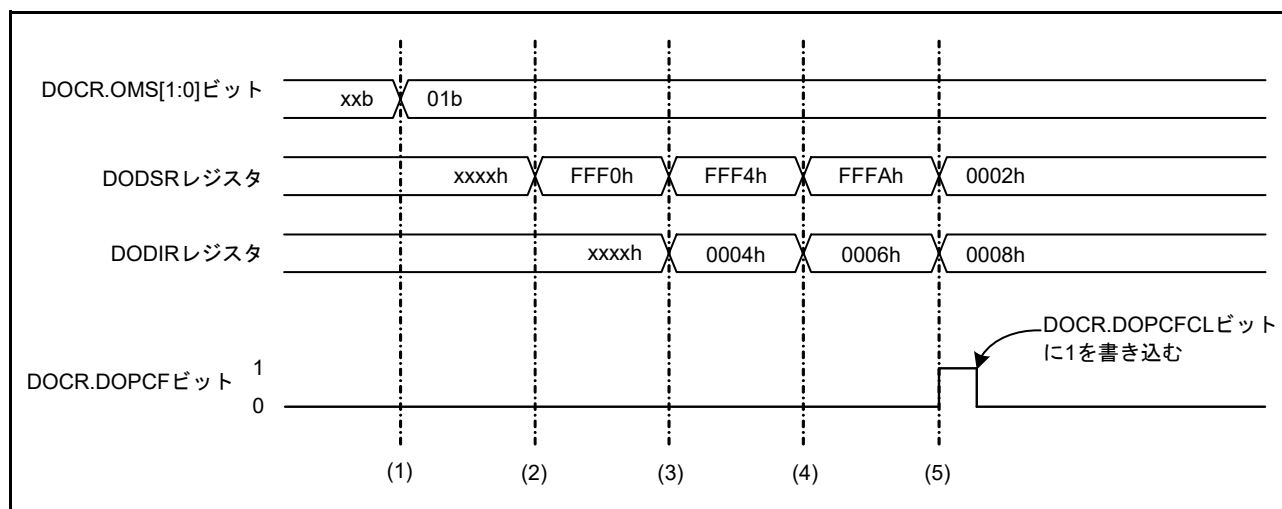 DOCR.OMS[1:0]ビット xxb 01b
DODSRレジスタ xxxxh FFF0h FFF4h FFFAh 0002h
DODIRレジスタ xxxxh 0004h 0006h 0008h
DOCR.DOPCFCLビット
に1を書き込む
DOCR.DOPCFビット 1
0
(1) (2) (3) (4) (5)